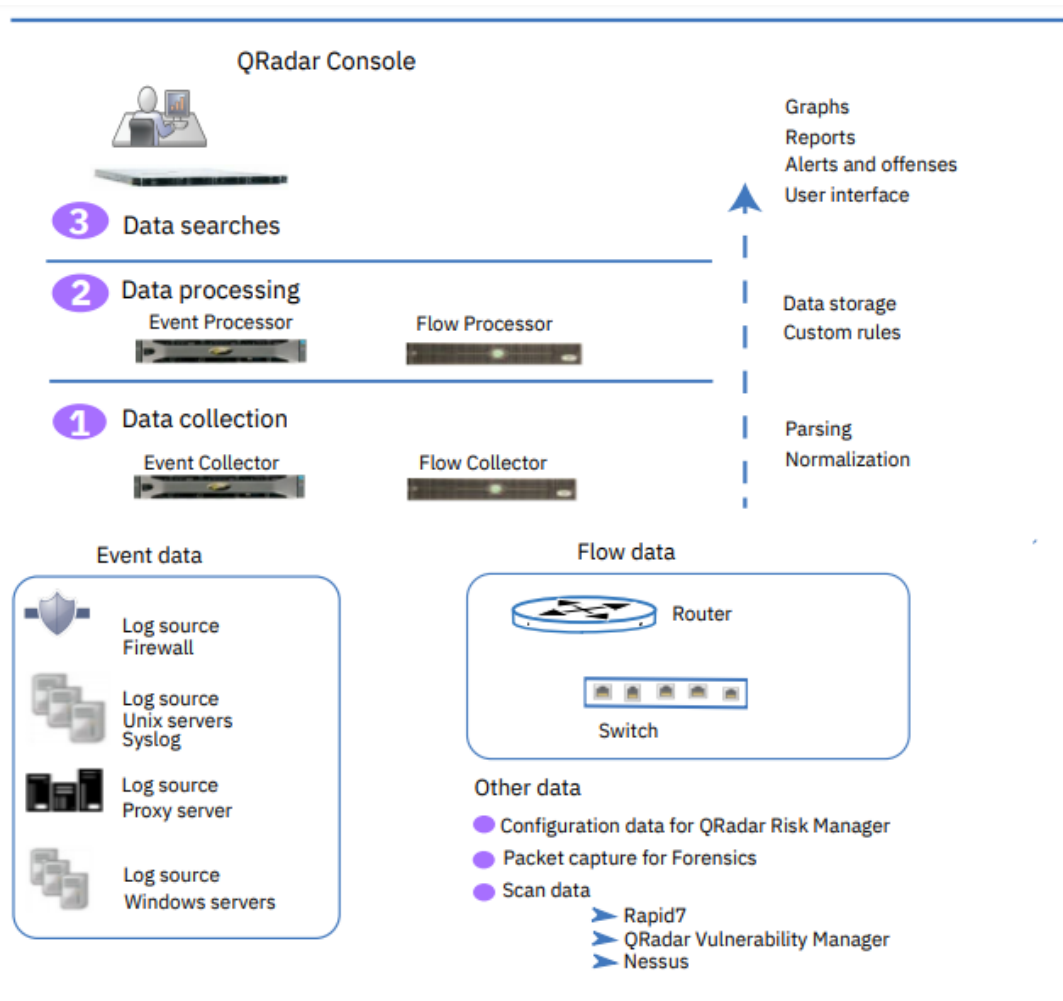 QRadar Console
Graphs
Reports
Alerts and offenses
User interface
3 Data searches
2 Data processing
Event Processor
Flow Processor
Data storage
Custom rules
1 Data collection
Event Collector
Flow Collector
Parsing
Normalization
Event data
Log source
Firewall
Log source
Unix servers
Syslog
Log source
Proxy server
Log source
Windows servers
Flow data
Router
Switch
Other data
Configuration data for QRadar Risk Manager
Packet capture for Forensics
Scan data
Rapid7
QRadar Vulnerability Manager
Nessus